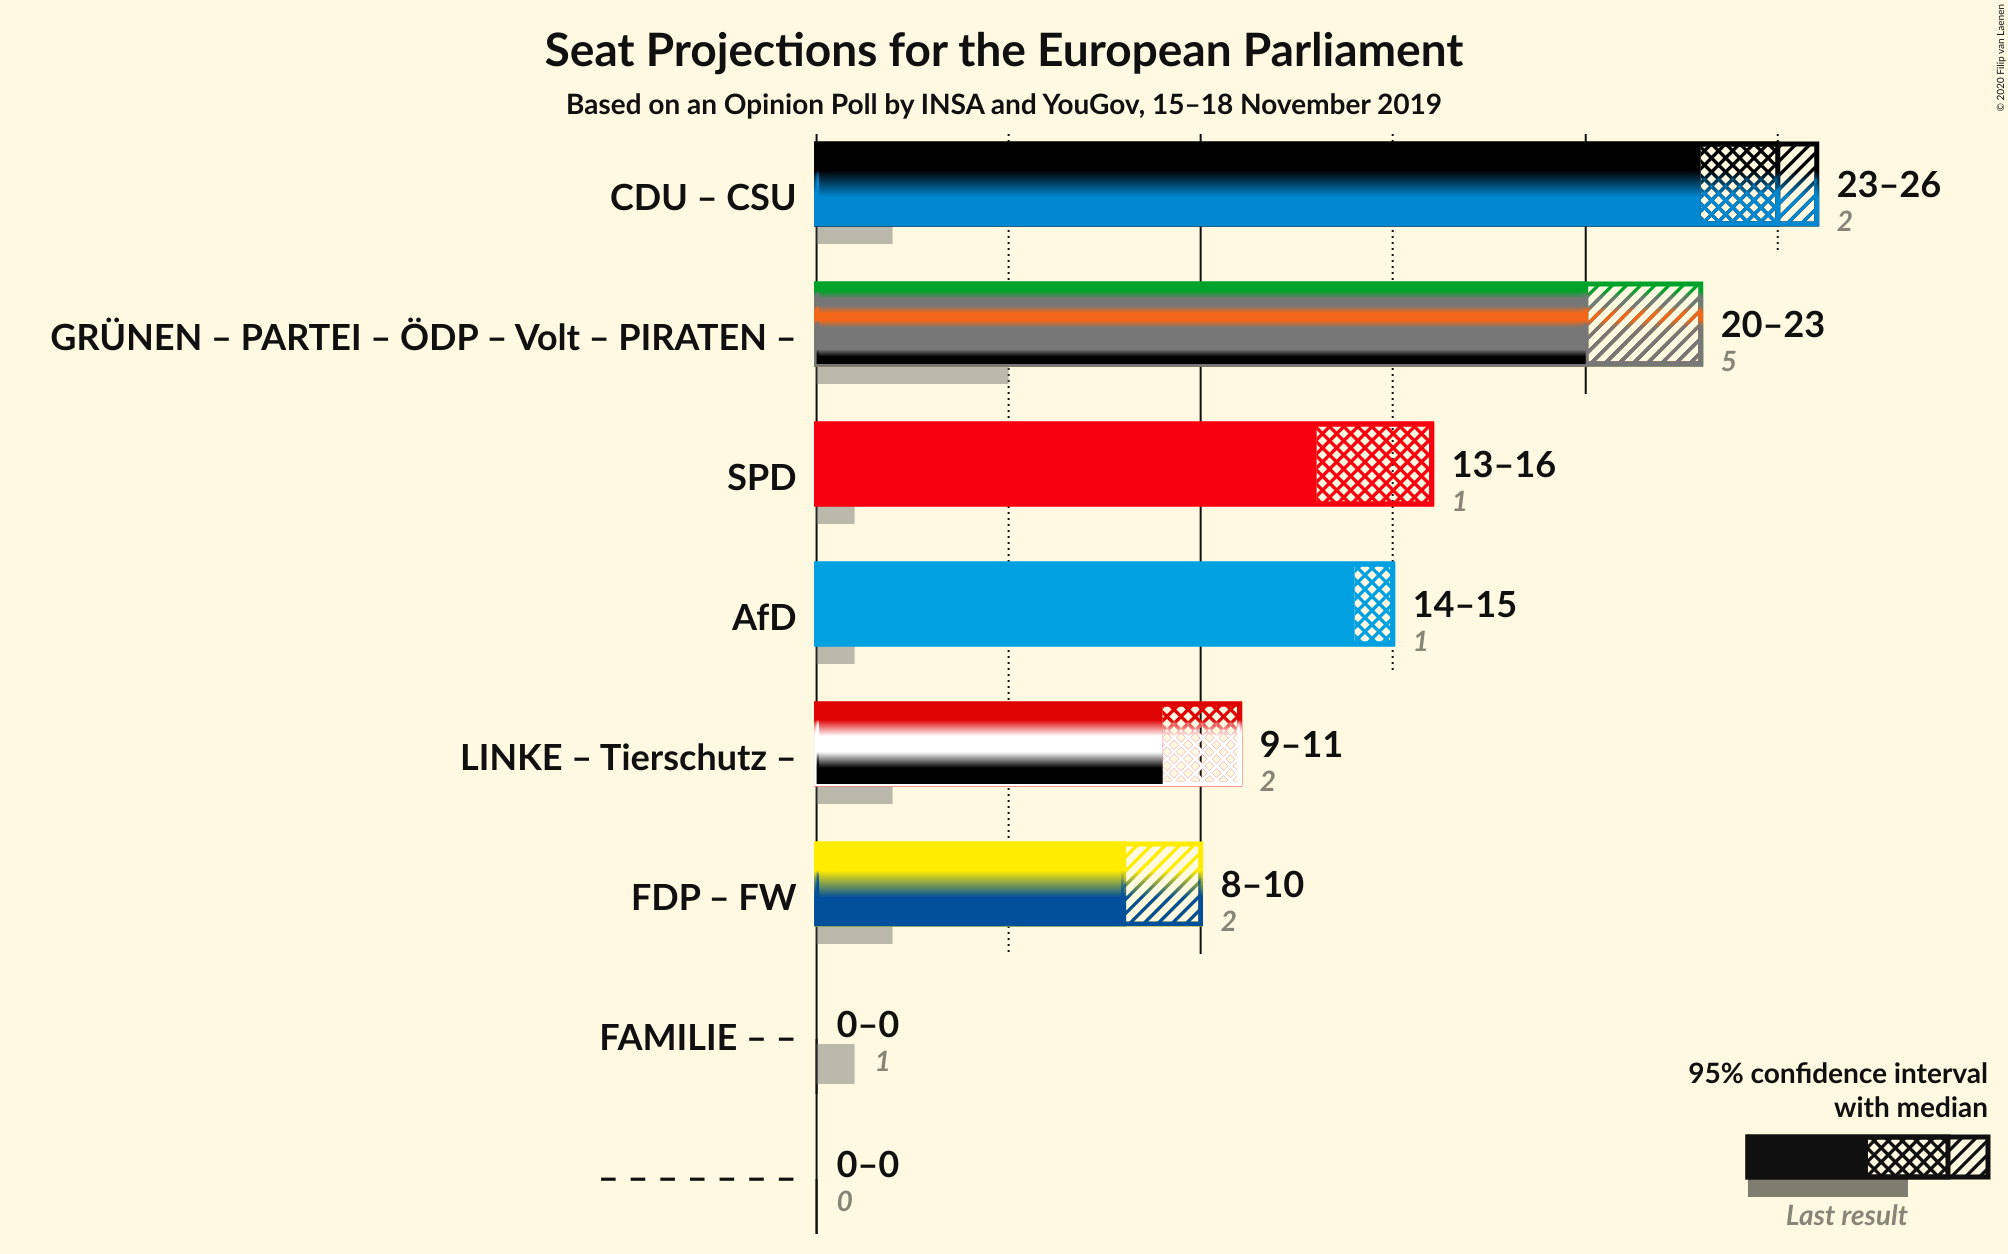 Seat Projections for the European Parliament
Based on an Opinion Poll by INSA and YouGov, 15–18 November 2019
© 2020 Filip van Laenen
CDU – CSU
23–26
2
GRÜNEN – PARTEI – ÖDP – Volt – PIRATEN –
20–23
5
SPD
13–16
1
AfD
14–15
1
LINKE – Tierschutz –
9–11
2
FDP – FW
8–10
2
FAMILIE – –
0–0
1
– – – – – – –
0–0
0
95% confidence interval
with median
Last result